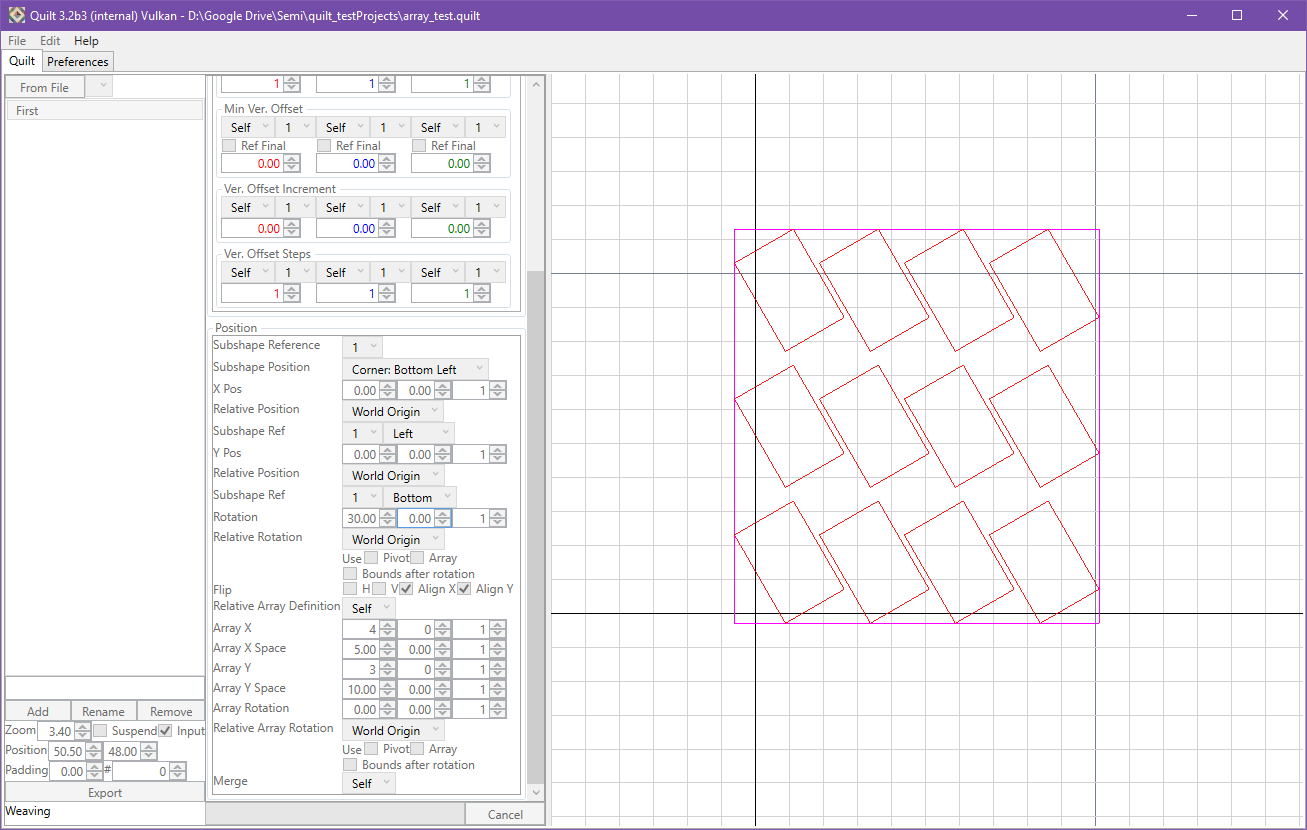 Quilt 3.2b3 (internal) Vulkan - D:\Google Drive\Semi\quilt_testProjects\array_test.quilt
File Edit Help
Quilt Preferences
From File
First
1 1 1
Min Ver. Offset
Self 1 Self 1 Self 1
Ref Final Ref Final Ref Final
0.00 0.00 0.00
Ver. Offset Increment
Self 1 Self 1 Self 1
0.00 0.00 0.00
Ver. Offset Steps
Self 1 Self 1 Self 1
1 1 1
Position
Subshape Reference 1
Subshape Position Corner: Bottom Left
X Pos 0.00 0.00 1
Relative Position World Origin
Subshape Ref 1 Left
Y Pos 0.00 0.00 1
Relative Position World Origin
Subshape Ref 1 Bottom
Rotation 30.00 0.00 1
Relative Rotation World Origin
Use Pivot Array
Bounds after rotation
Flip H V Align X Align Y
Relative Array Definition Self
Array X 4 0 1
Array X Space 5.00 0.00 1
Array Y 3 0 1
Array Y Space 10.00 0.00 1
Array Rotation 0.00 0.00 1
Relative Array Rotation World Origin
Use Pivot Array
Bounds after rotation
Merge Self
Add Rename Remove
Zoom 3.40 Suspend Input
Position 50.50 48.00
Padding 0.00 # 0
Export
Weaving
Cancel